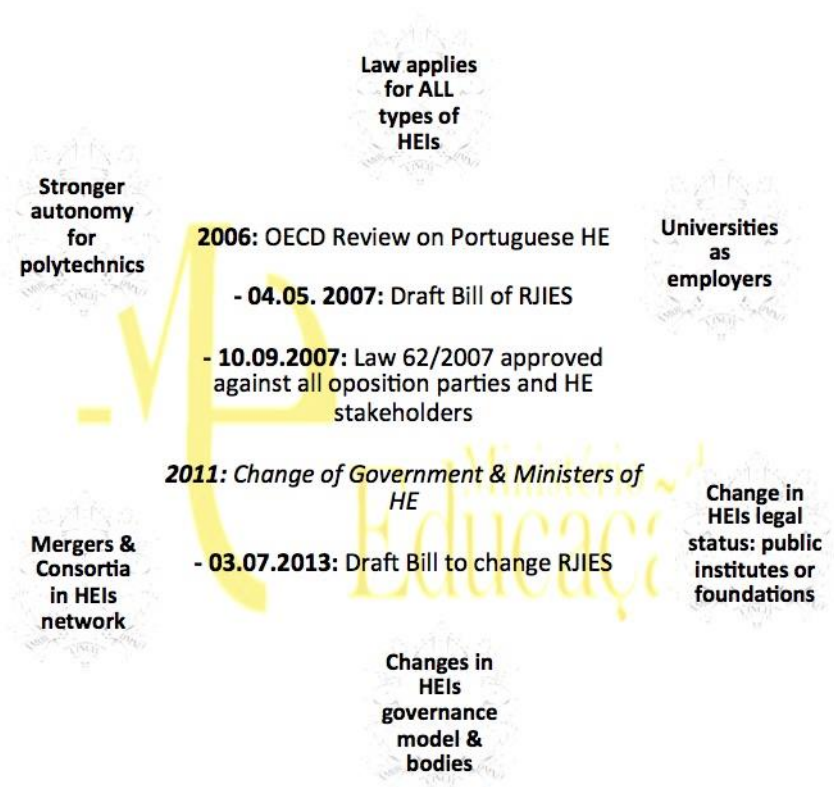 Law applies
for ALL
types of
HEIs
Stronger
autonomy
for
polytechnics
Universities
as
employers
2006: OECD Review on Portuguese HE
- 04.05. 2007: Draft Bill of RJIES
- 10.09.2007: Law 62/2007 approved
against all oposition parties and HE
stakeholders
2011: Change of Government & Ministers of
HE
- 03.07.2013: Draft Bill to change RJIES
Ministério
Educaçã
Mergers &
Consortia
in HEIs
network
Change in
HEIs legal
status: public
institutes or
foundations
Changes in
HEIs
governance
model &
bodies